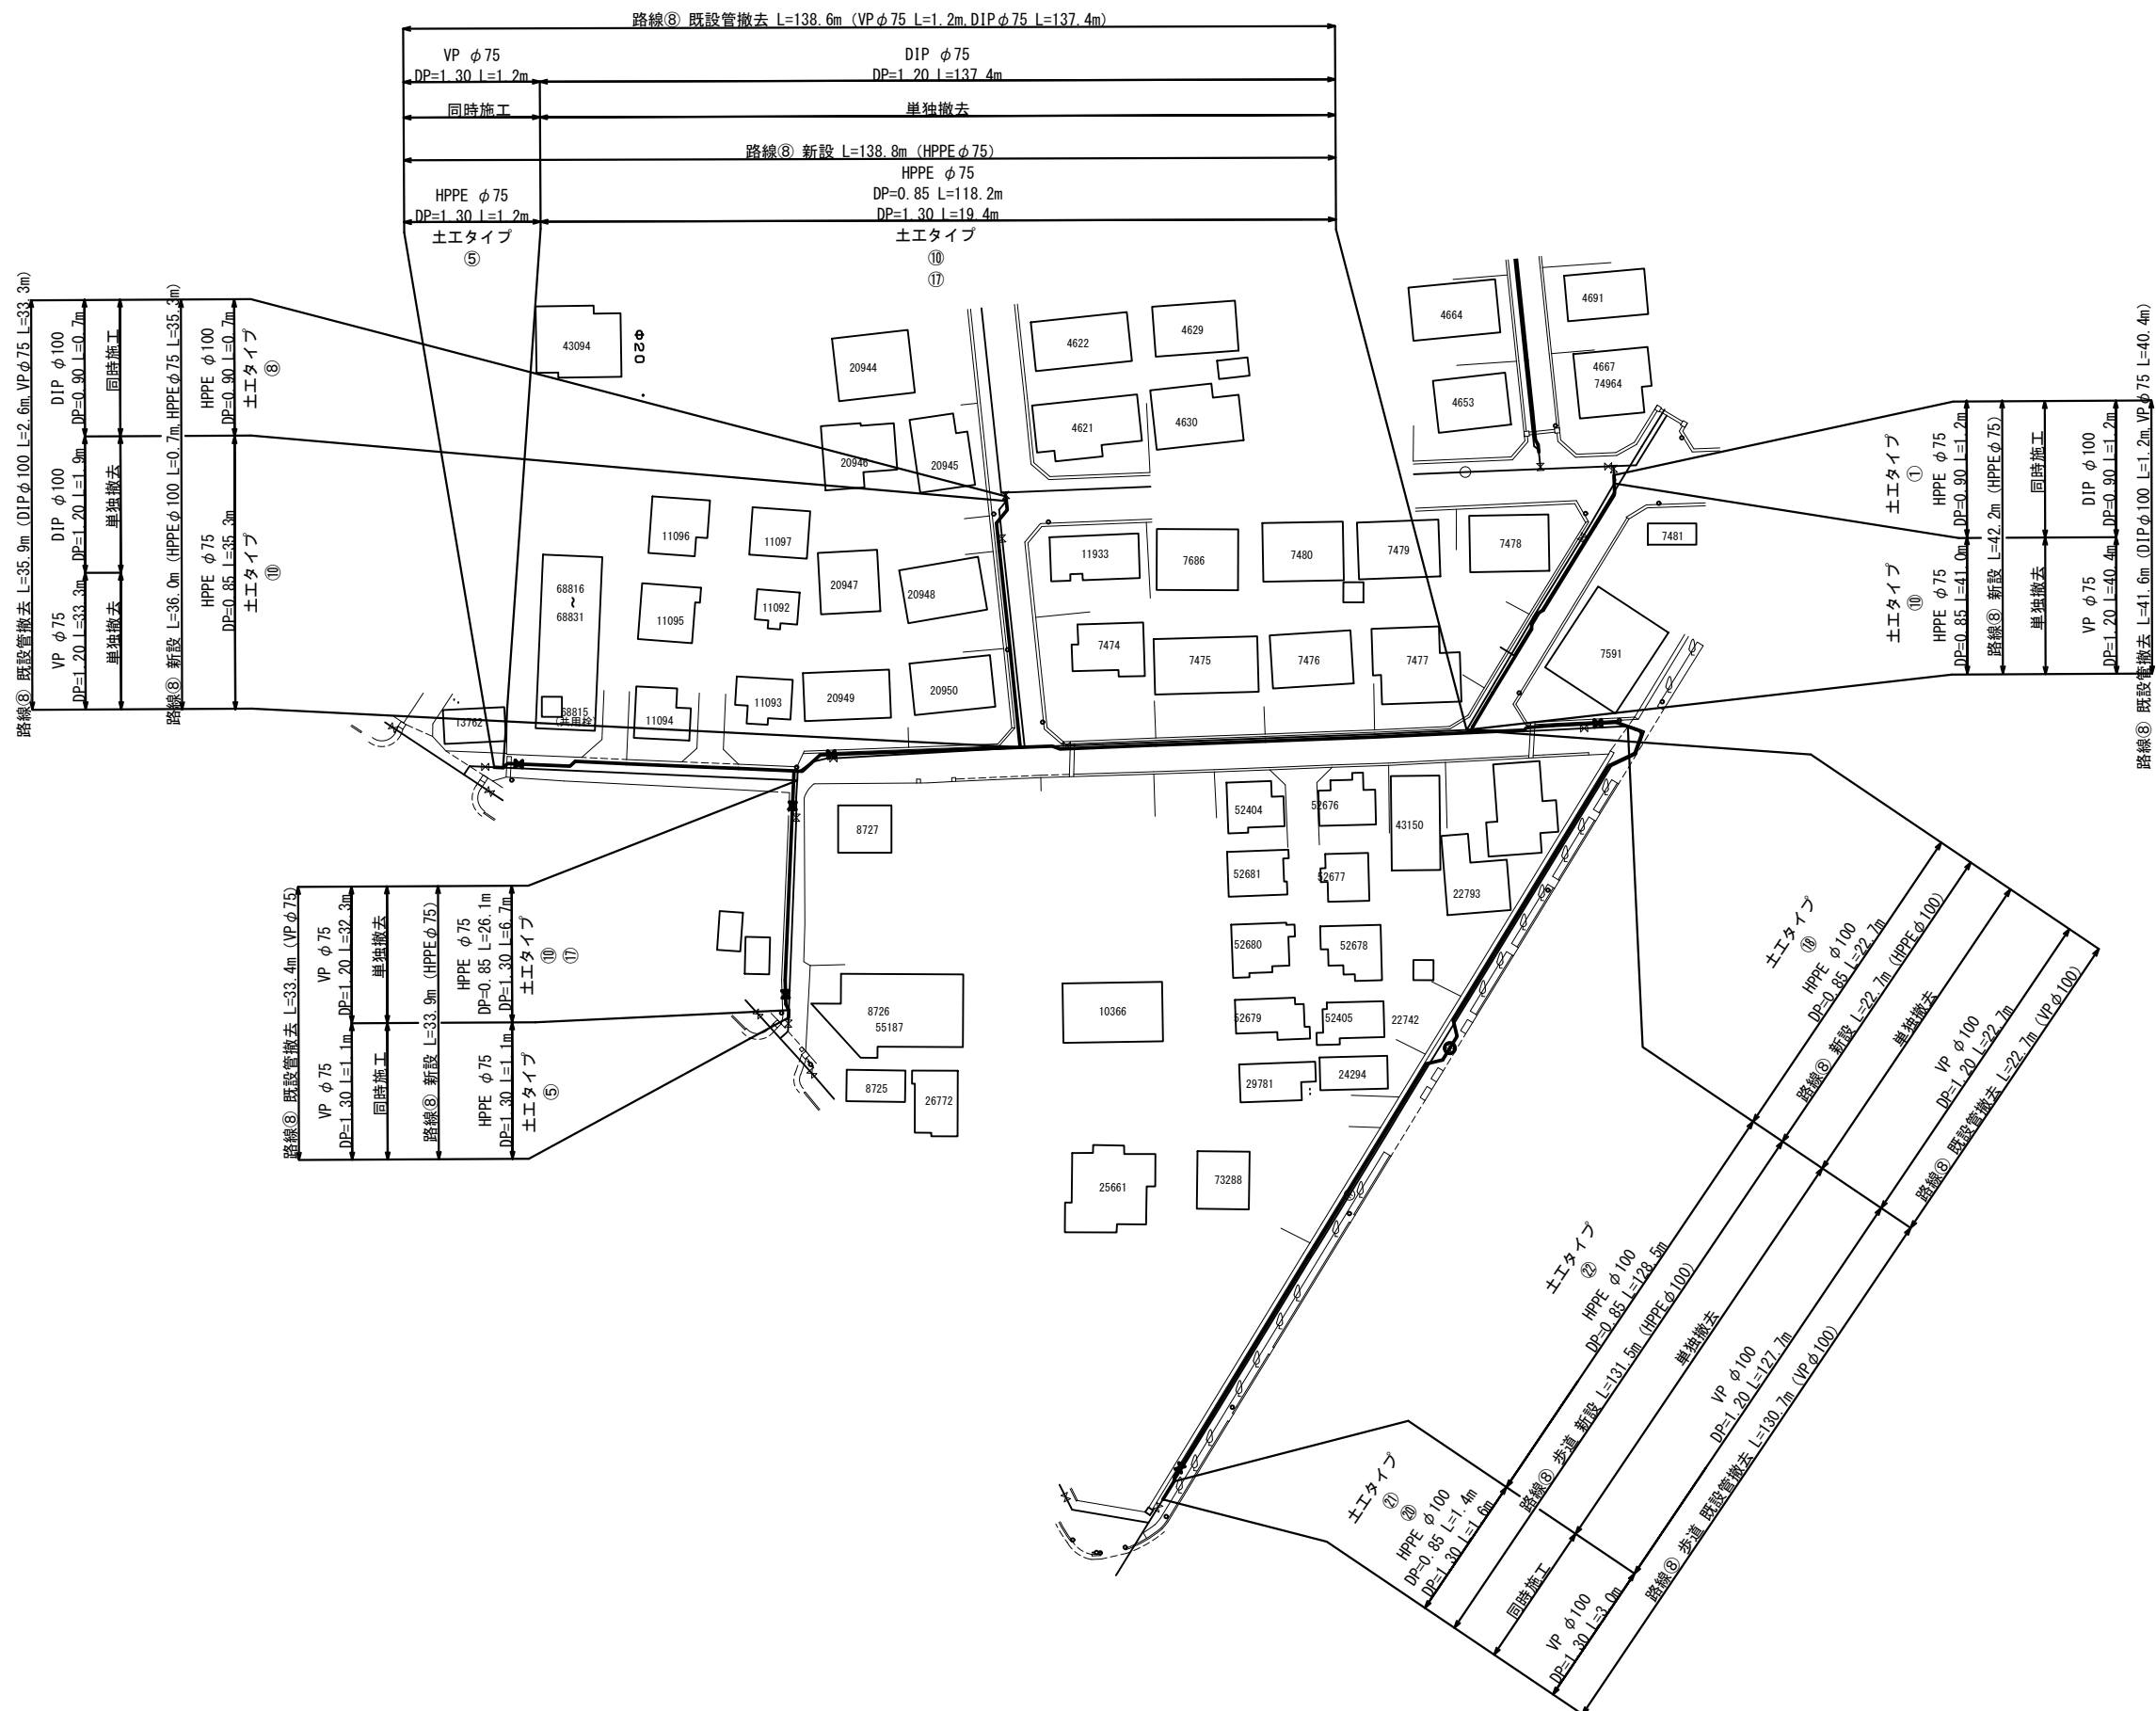 路線⑧ 既設管撤去 L=138.6m (VPφ75 L=1.2m,DIPφ75 L=137.4m)
VP φ75
DP=1.30 L=1.2m
DIP φ75
DP=1.20 L=137.4m
同時施工
単独撤去
路線⑧ 新設 L=138.8m (HPPEφ75)
HPPE φ75
DP=1.30 L=1.2m
土工タイプ
⑤
HPPE φ75
DP=0.85 L=118.2m
DP=1.30 L=19.4m
土工タイプ
⑩
⑰
路線⑧ 既設管撤去 L=35.9m (DIPφ100 L=2.6m,VPφ75 L=33.3m)
DIP φ100
DP=0.90 L=0.7m
DIP φ100
DP=1.20 L=1.9m
VP φ75
DP=1.20 L=33.3m
同時施工
単独撤去
単独撤去
路線⑧ 新設 L=36.0m (HPPEφ100 L=0.7m,HPPEφ75 L=35.3m)
HPPE φ100
DP=0.90 L=0.7m
土工タイプ
⑧
HPPE φ75
DP=0.85 L=35.3m
土工タイプ
⑩
路線⑧ 既設管撤去 L=33.4m (VPφ75)
VP φ75
DP=1.20 L=32.3m
VP φ75
DP=1.30 L=1.1m
単独撤去
同時施工
路線⑧ 新設 L=33.9m (HPPEφ75)
HPPE φ75
DP=0.85 L=26.1m
DP=1.30 L=6.7m
土工タイプ
⑩
⑰
HPPE φ75
DP=1.30 L=1.1m
土工タイプ
⑤
土工タイプ
①
HPPE φ75
DP=0.90 L=1.2m
土工タイプ
⑩
HPPE φ75
DP=0.85 L=41.0m
路線⑧ 新設 L=42.2m (HPPEφ75)
同時施工
単独撤去
DIP φ100
DP=0.90 L=1.2m
VP φ75
DP=1.20 L=40.4m
路線⑧ 既設管撤去 L=41.6m (DIPφ100 L=1.2m,VPφ75 L=40.4m)
土工タイプ
⑱
HPPE φ100
DP=0.85 L=22.7m
路線⑧ 新設 L=22.7m (HPPEφ100)
単独撤去
VP φ100
DP=1.20 L=22.7m
路線⑧ 既設管撤去 L=22.7m (VPφ100)
土工タイプ
㉒
HPPE φ100
DP=0.85 L=128.5m
路線⑧ 歩道 新設 L=131.5m (HPPEφ100)
単独撤去
VP φ100
DP=1.20 L=127.7m
路線⑧ 歩道 既設管撤去 L=130.7m (VPφ100)
土工タイプ
㉑
⑳
HPPE φ100
DP=0.85 L=1.4m
DP=1.30 L=1.6m
同時施工
VP φ100
DP=1.30 L=3.0m
43094
φ20
20944
4622
4629
4664
4691
4667
74964
4653
4621
4630
20946
20945
11096
11097
20947
20948
11933
7686
7480
7479
7478
7481
68816
~
68831
11095
11092
7474
7475
7476
7477
7591
13762
68815
(共用栓)
11094
11093
20949
20950
8727
52404
52676
43150
52681
52677
22793
52680
52678
8726
55187
10366
52679
52405
22742
8725
26772
29781
24294
25661
73288